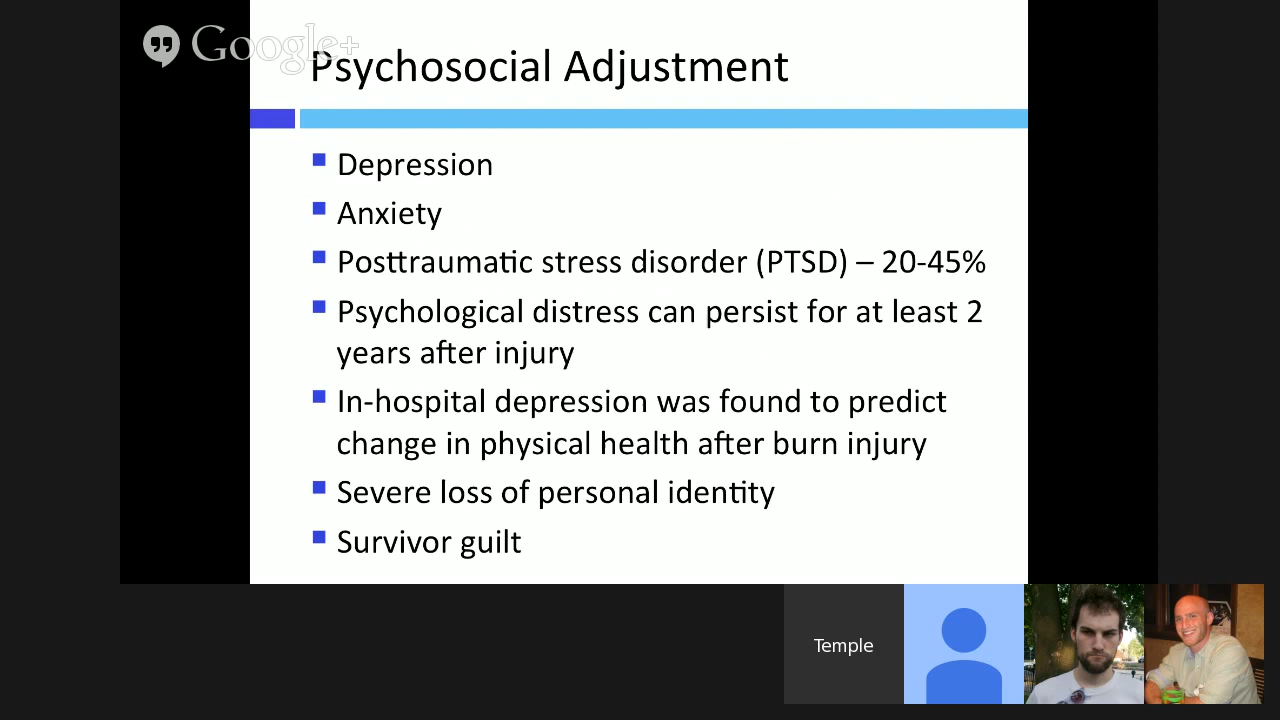 Google+
Psychosocial Adjustment
Depression
Anxiety
Posttraumatic stress disorder (PTSD) – 20-45%
Psychological distress can persist for at least 2
years after injury
In-hospital depression was found to predict
change in physical health after burn injury
Severe loss of personal identity
Survivor guilt
Temple